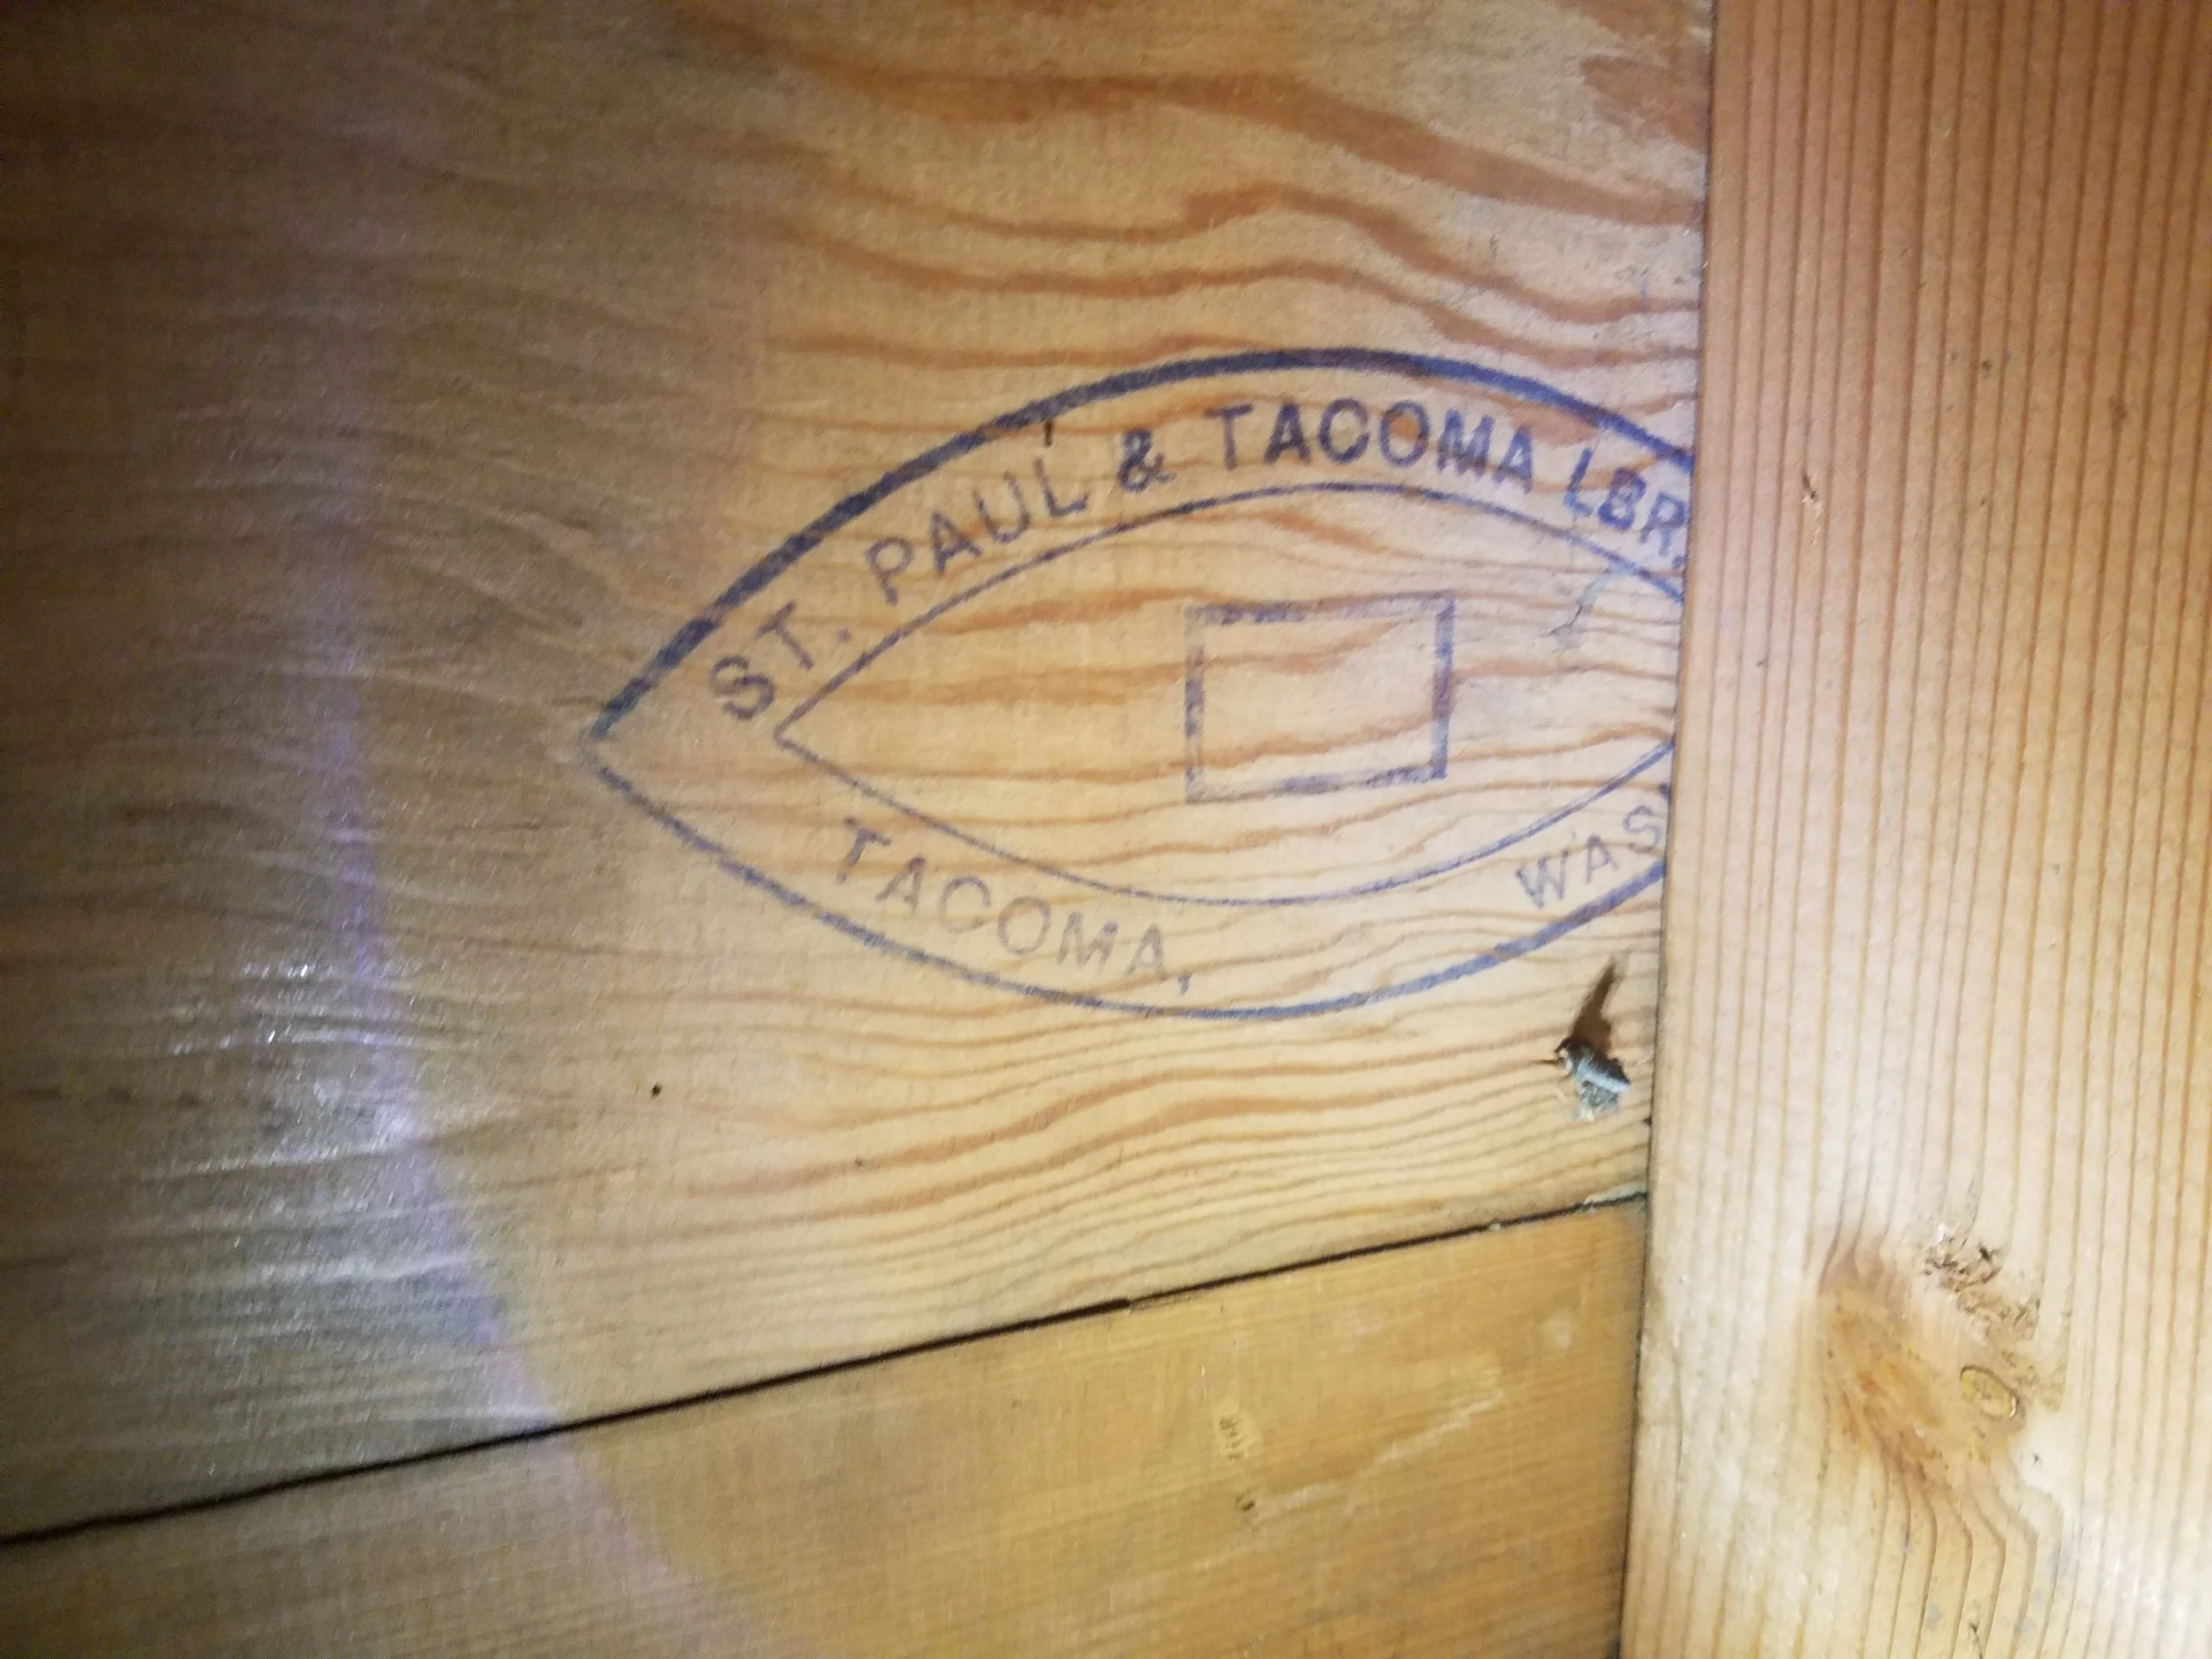 ST. PAUL & TACOMA LBR.
TACOMA, WAS